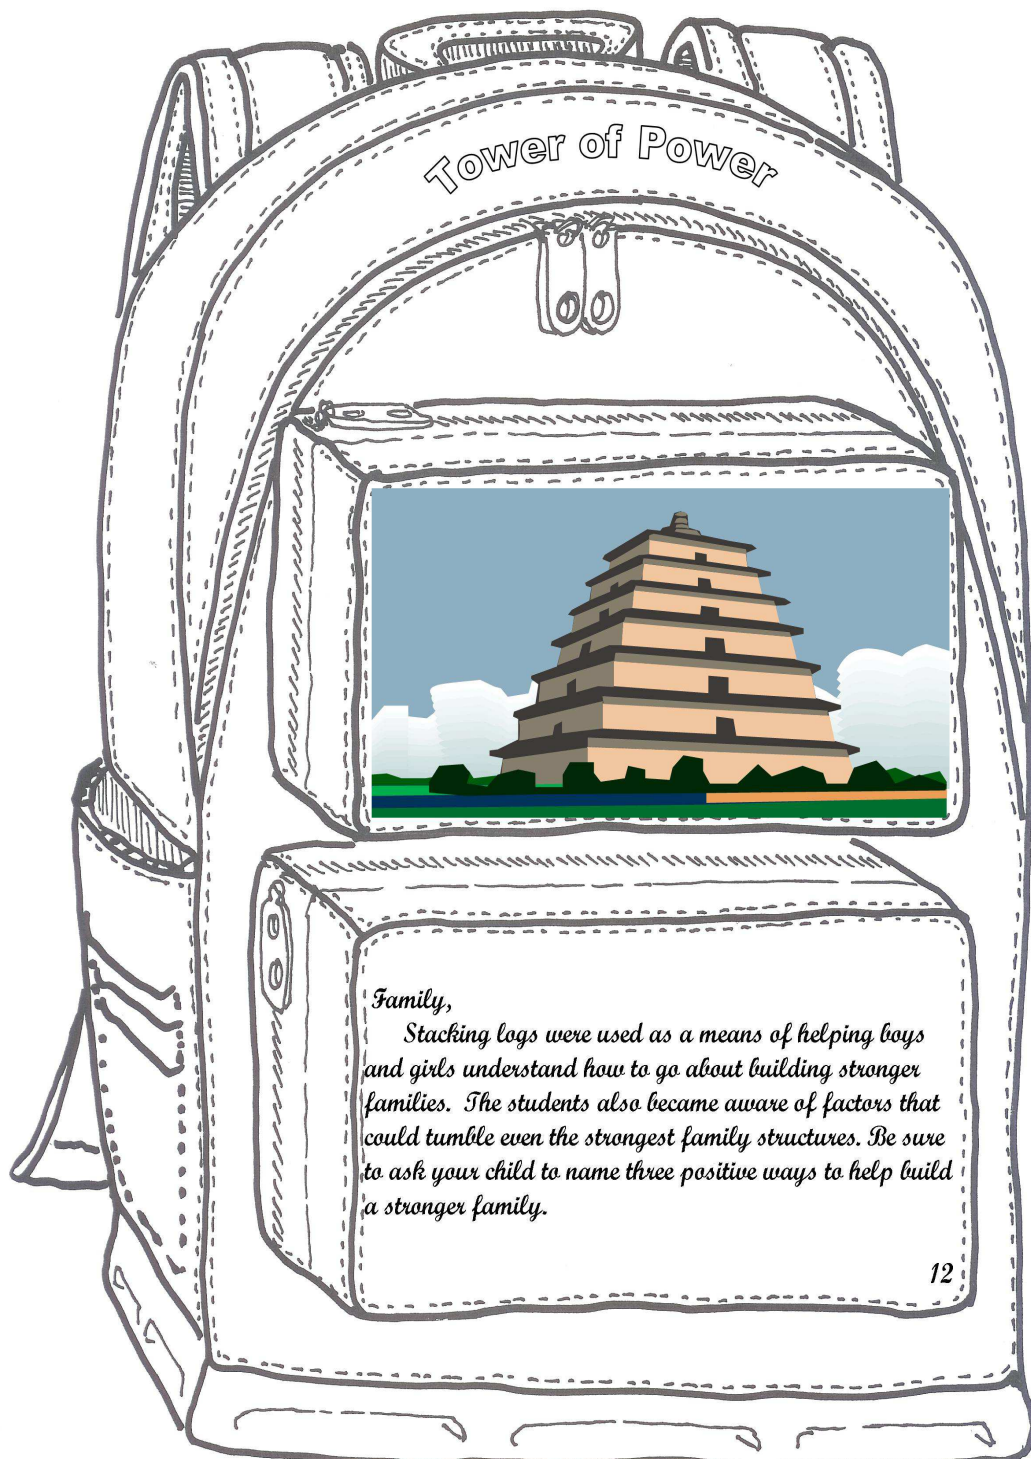 Tower of Power
Family,
Stacking logs were used as a means of helping boys
and girls understand how to go about building stronger
families. The students also became aware of factors that
could tumble even the strongest family structures. Be sure
to ask your child to name three positive ways to help build
a stronger family.
12